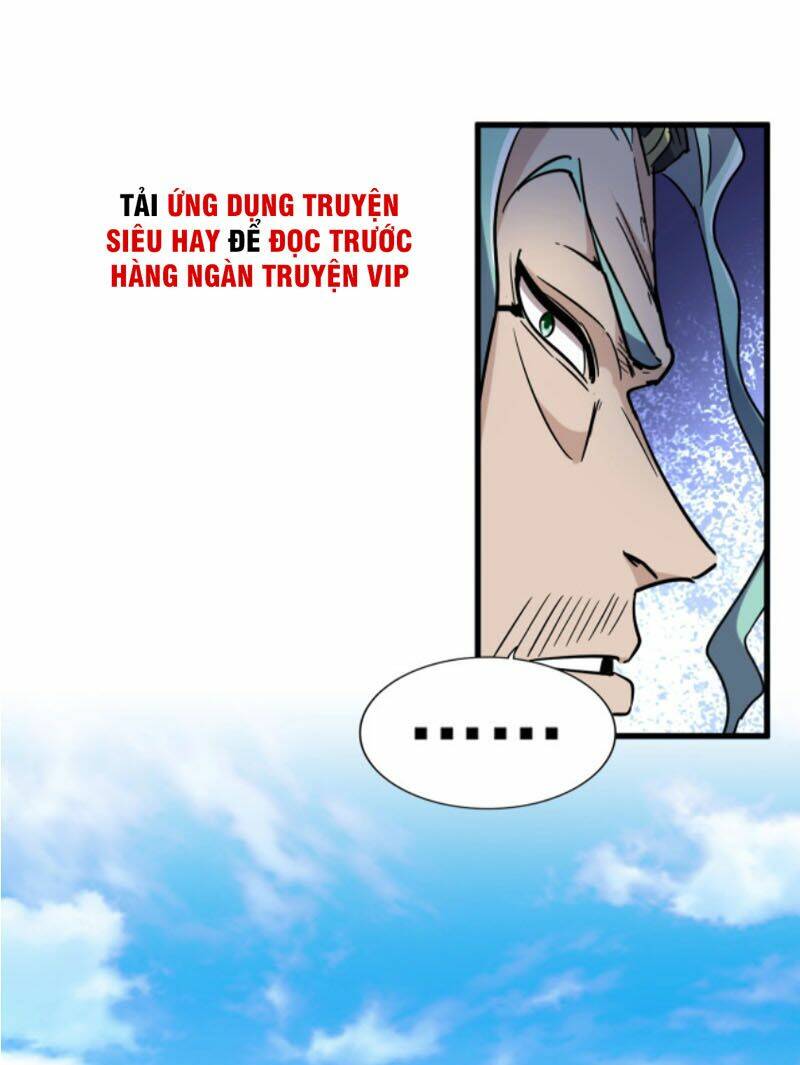 TẢI ỨNG DỤNG TRUYỆN
SIÊU HAY ĐỂ ĐỌC TRƯỚC
HÀNG NGÀN TRUYỆN VIP
......